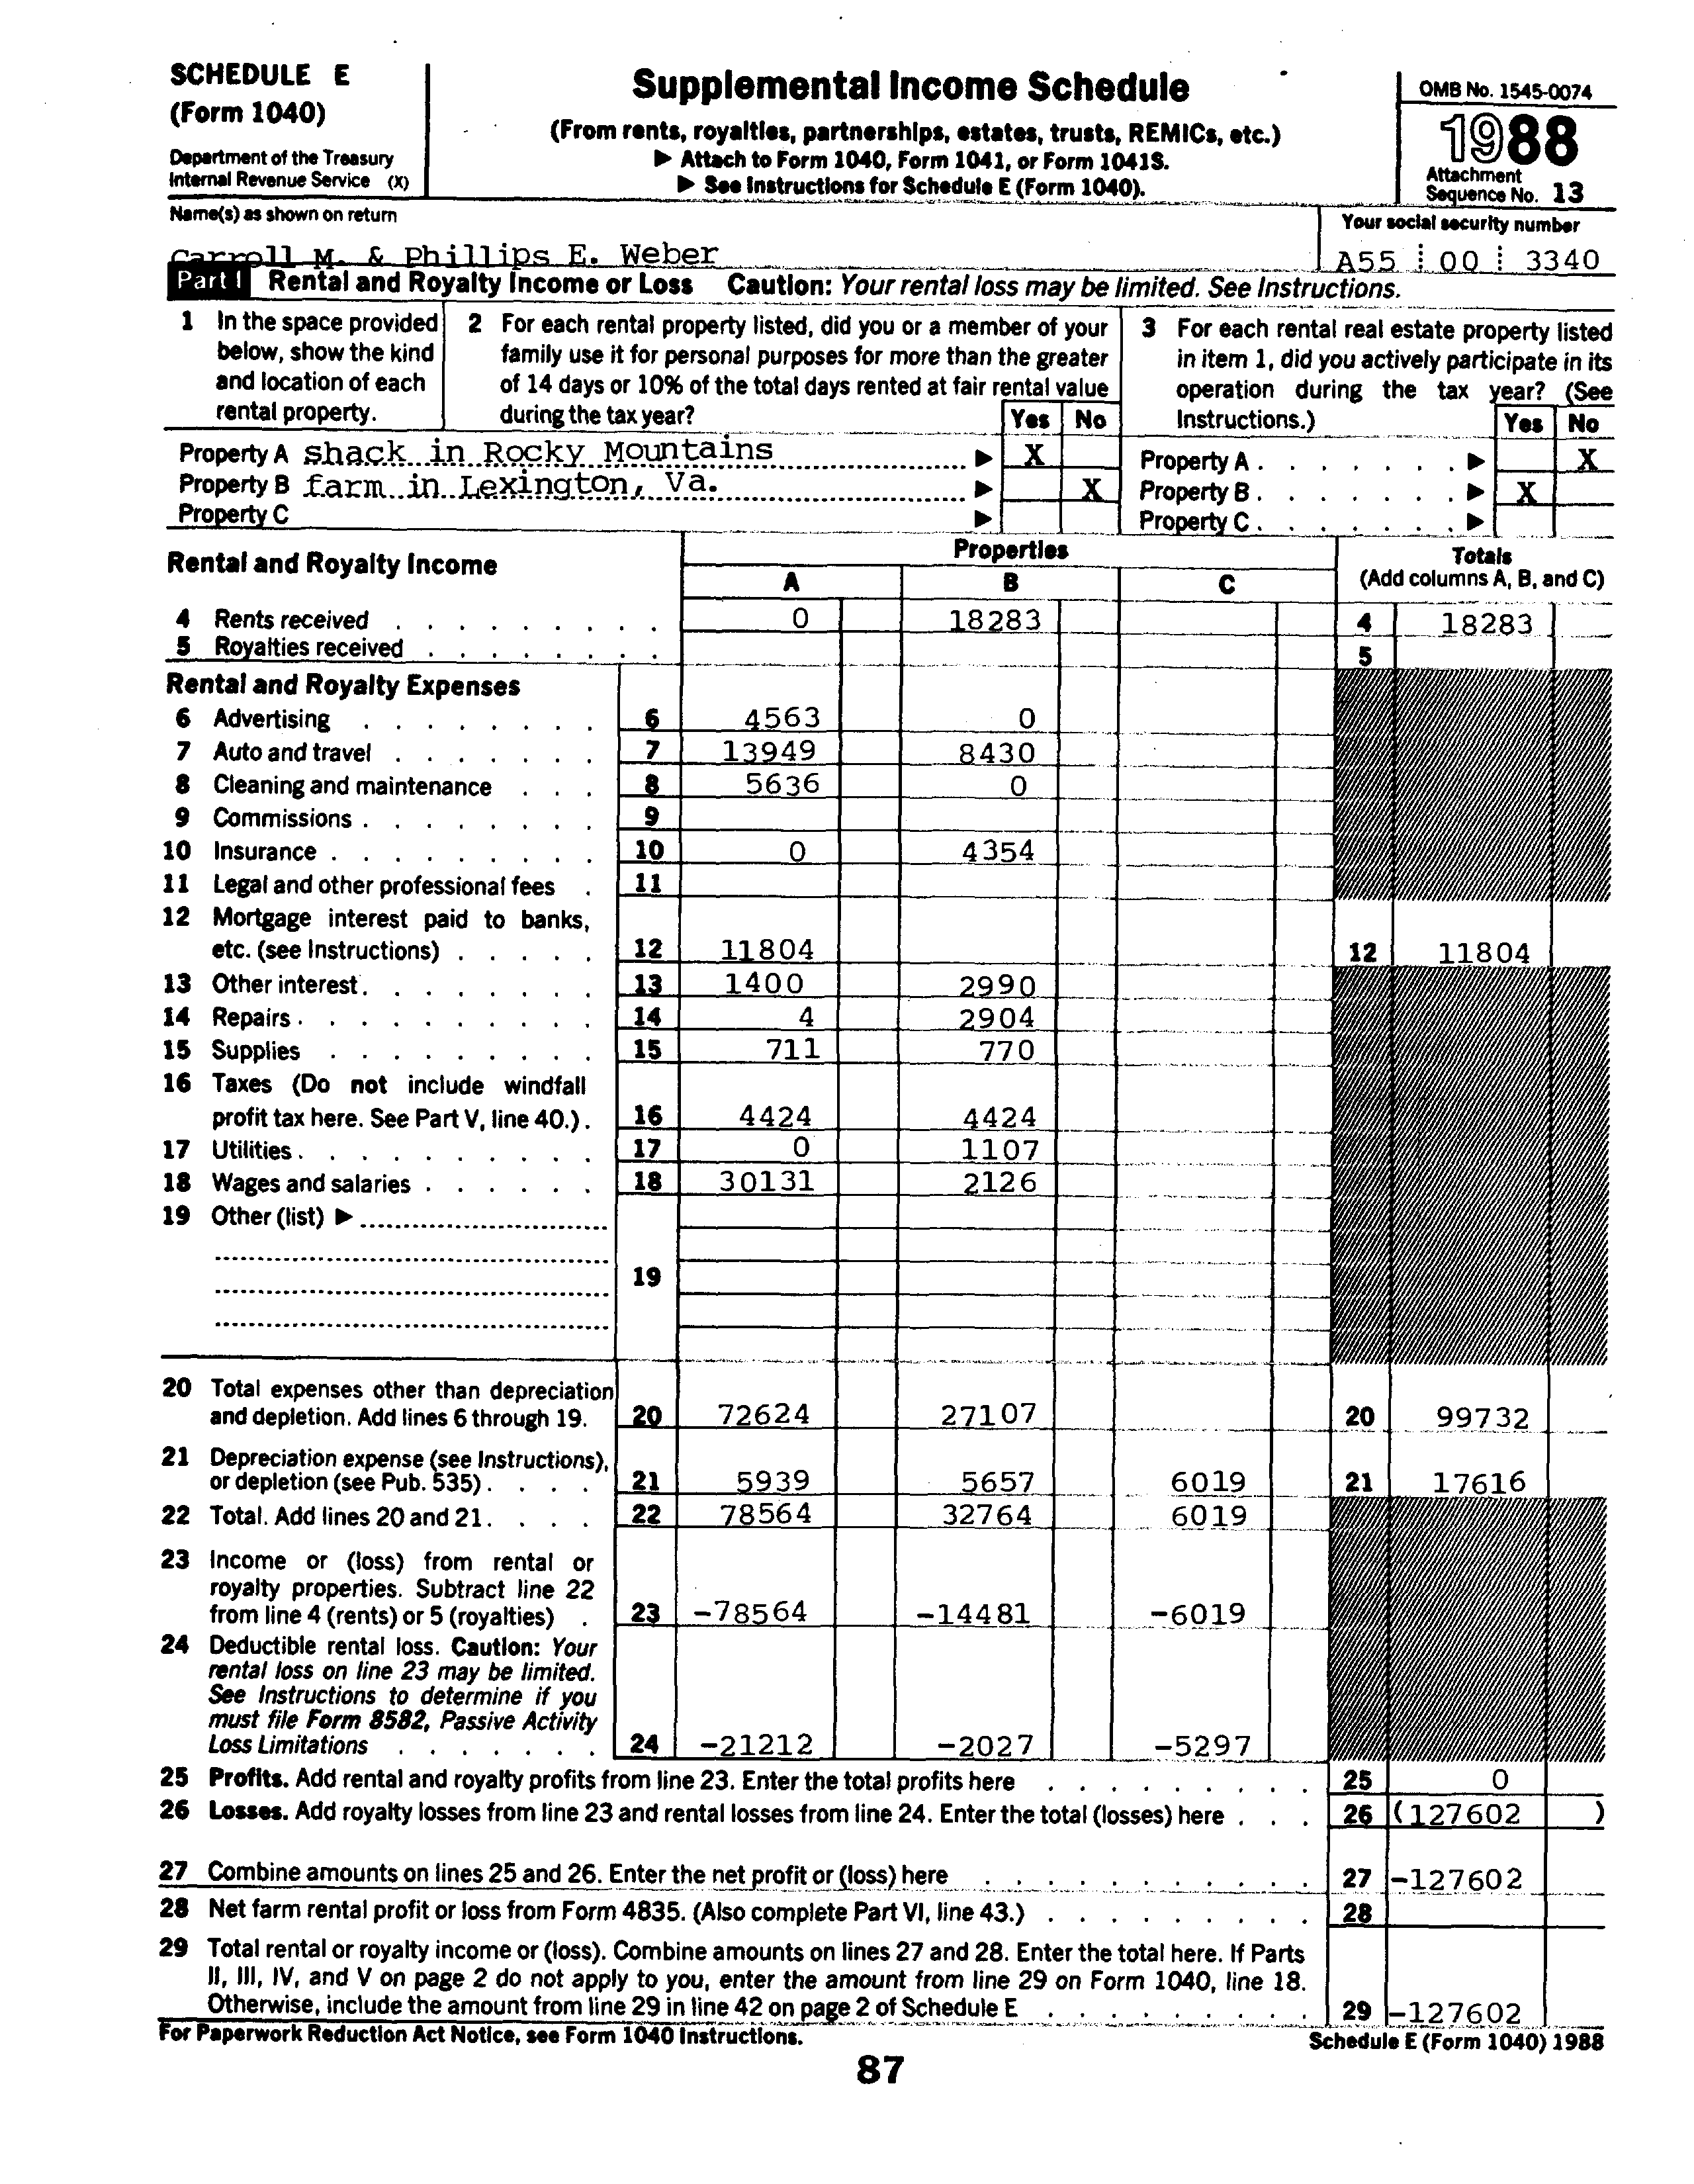 SCHEDULE E
(Form 1040)
Department of the Treasury
Internal Revenue Service (X)
Supplemental Income Schedule
(From rents, royalties, partnerships, estates, trusts, REMICs, etc.)
▶ Attach to Form 1040, Form 1041, or Form 1041S.
▶ See Instructions for Schedule E (Form 1040).
OMB No. 1545-0074
1988
Attachment
Sequence No. 13
Name(s) as shown on return
Carroll M. & Phillips E. Weber
Your social security number
A55 00 3340
Part I Rental and Royalty Income or Loss Caution: Your rental loss may be limited. See Instructions.
1 In the space provided
below, show the kind
and location of each
rental property.
2 For each rental property listed, did you or a member of your
family use it for personal purposes for more than the greater
of 14 days or 10% of the total days rented at fair rental value
during the tax year? Yes No
3 For each rental real estate property listed
in item 1, did you actively participate in its
operation during the tax year? (See
Instructions.) Yes No
Property A shack in Rocky Mountains ▶ X
Property B farm in Lexington, Va. ▶ X
Property C ▶
Property A . . . . . . . ▶ X
Property B . . . . . . . ▶ X
Property C . . . . . . . ▶
Rental and Royalty Income
Properties
A B C
Totals
(Add columns A, B, and C)
4 Rents received . . . . . . . . . 0 18283 4 18283
5 Royalties received . . . . . . . . 5
Rental and Royalty Expenses
6 Advertising . . . . . . . . 6 4563 0
7 Auto and travel . . . . . . . 7 13949 8430
8 Cleaning and maintenance . . . 8 5636 0
9 Commissions . . . . . . . . 9
10 Insurance . . . . . . . . . 10 0 4354
11 Legal and other professional fees . 11
12 Mortgage interest paid to banks,
etc. (see Instructions) . . . . . 12 11804 12 11804
13 Other interest . . . . . . . . 13 1400 2990
14 Repairs . . . . . . . . . . 14 4 2904
15 Supplies . . . . . . . . . 15 711 770
16 Taxes (Do not include windfall
profit tax here. See Part V, line 40.) . 16 4424 4424
17 Utilities . . . . . . . . . . 17 0 1107
18 Wages and salaries . . . . . . 18 30131 2126
19 Other (list) ▶
19
20 Total expenses other than depreciation
and depletion. Add lines 6 through 19. 20 72624 27107 20 99732
21 Depreciation expense (see Instructions),
or depletion (see Pub. 535) . . . . 21 5939 5657 6019 21 17616
22 Total. Add lines 20 and 21 . . . . 22 78564 32764 6019
23 Income or (loss) from rental or
royalty properties. Subtract line 22
from line 4 (rents) or 5 (royalties) . 23 -78564 -14481 -6019
24 Deductible rental loss. Caution: Your
rental loss on line 23 may be limited.
See Instructions to determine if you
must file Form 8582, Passive Activity
Loss Limitations . . . . . . . 24 -21212 -2027 -5297
25 Profits. Add rental and royalty profits from line 23. Enter the total profits here . . . . . . . . . 25 0
26 Losses. Add royalty losses from line 23 and rental losses from line 24. Enter the total (losses) here . . . 26 (127602 )
27 Combine amounts on lines 25 and 26. Enter the net profit or (loss) here . . . . . . . . . . . 27 -127602
28 Net farm rental profit or loss from Form 4835. (Also complete Part VI, line 43.) . . . . . . . . . 28
29 Total rental or royalty income or (loss). Combine amounts on lines 27 and 28. Enter the total here. If Parts
II, III, IV, and V on page 2 do not apply to you, enter the amount from line 29 on Form 1040, line 18.
Otherwise, include the amount from line 29 in line 42 on page 2 of Schedule E . . . . . . . . . 29 -127602
For Paperwork Reduction Act Notice, see Form 1040 Instructions.
Schedule E (Form 1040) 1988
87